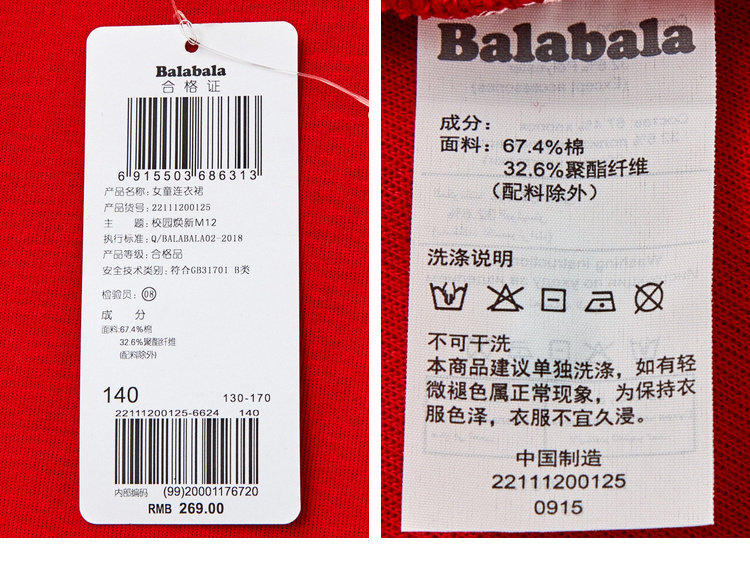 Balabala
合格证
6 915503 686313
产品名称: 女童连衣裙
产品货号: 22111200125
主 题: 校园焕新M12
执行标准: Q/BALABALA02-2018
产品等级: 合格品
安全技术类别: 符合GB31701 B类
检验员: 08
成 分
面料:67.4%棉
32.6%聚酯纤维
(配料除外)
140 130-170
22111200125-6624 140
内部编码 (99)20001176720
RMB 269.00
Balabala
成分:
面料: 67.4%棉
32.6%聚酯纤维
(配料除外)
洗涤说明
不可干洗
本商品建议单独洗涤,如有轻
微褪色属正常现象,为保持衣
服色泽,衣服不宜久浸。
中国制造
22111200125
0915